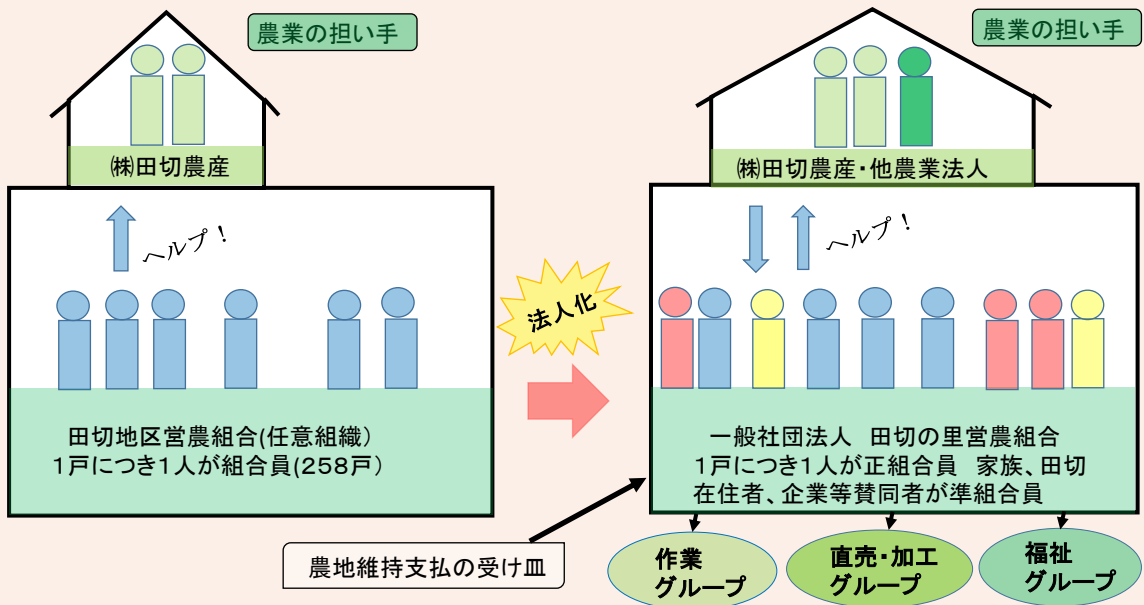 農業の担い手
㈱田切農産
ヘルプ！
田切地区営農組合(任意組織）
1戸につき1人が組合員(258戸）
法人化
農業の担い手
㈱田切農産・他農業法人
ヘルプ！
一般社団法人　田切の里営農組合
1戸につき1人が正組合員　家族、田切
在住者、企業等賛同者が準組合員
農地維持支払の受け皿
作業
グループ
直売・加工
グループ
福祉
グループ